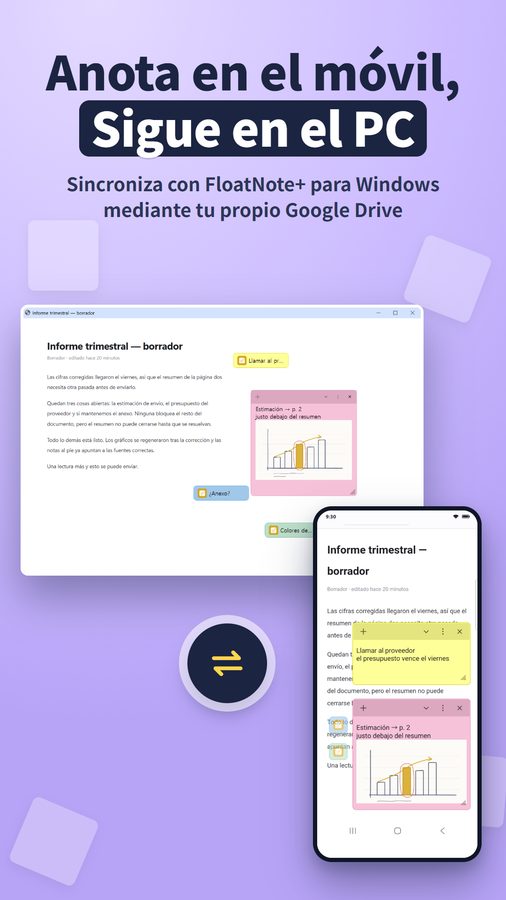 Anota en el móvil,
Sigue en el PC
Sincroniza con FloatNote+ para Windows
mediante tu propio Google Drive
Informe trimestral — borrador
Informe trimestral — borrador
Borrador · editado hace 20 minutos
Las cifras corregidas llegaron el viernes, así que el resumen de la página dos
necesita otra pasada antes de enviarlo.
Quedan tres cosas abiertas: la estimación de envío, el presupuesto del
proveedor y si mantenemos el anexo. Ninguna bloquea el resto del
documento, pero el resumen no puede cerrarse hasta que se resuelvan.
Todo lo demás está listo. Los gráficos se regeneraron tras la corrección y las
notas al pie ya apuntan a las fuentes correctas.
Una lectura más y esto se puede enviar.
Llamar al pr...
Estimación → p. 2
justo debajo del resumen
¿Anexo?
Colores de...
9:30
Informe trimestral —
borrador
Borrador · editado hace 20 minutos
Las cifras corregidas llegaron el viernes, así que el
resumen
antes de
Llamar al proveedor
el presupuesto vence el viernes
Quedan
envío, el
mantene
del documento, pero el resumen no puede
cerrarse
Estimación → p. 2
justo debajo del resumen
Todo
regenera
Una lectu